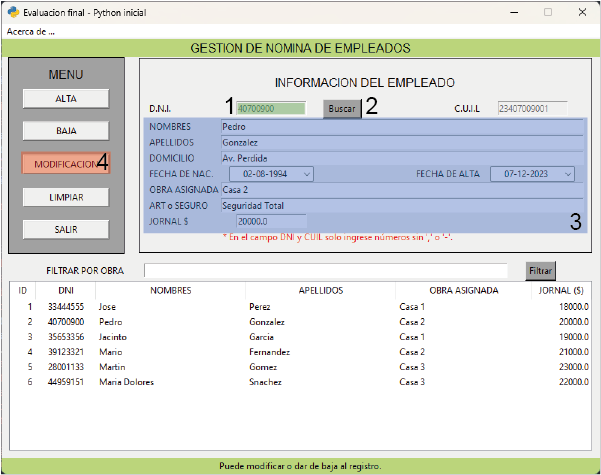 Evaluacion final - Python inicial
Acerca de ...
GESTION DE NOMINA DE EMPLEADOS
MENU
ALTA
BAJA
MODIFICACION 4
LIMPIAR
SALIR
INFORMACION DEL EMPLEADO
D.N.I. 1 40700900 Buscar 2 C.U.I.L 23407009001
NOMBRES Pedro
APELLIDOS Gonzalez
DOMICILIO Av. Perdida
FECHA DE NAC. 02-08-1994 FECHA DE ALTA 07-12-2023
OBRA ASIGNADA Casa 2
ART o SEGURO Seguridad Total
JORNAL $ 20000.0 3
* En el campo DNI y CUIL solo ingrese números sin ',' o '-'.
FILTRAR POR OBRA Filtrar
ID DNI NOMBRES APELLIDOS OBRA ASIGNADA JORNAL ($)
1 33444555 Jose Perez Casa 1 18000.0
2 40700900 Pedro Gonzalez Casa 2 20000.0
3 35653356 Jacinto Garcia Casa 1 19000.0
4 39123321 Mario Fernandez Casa 2 21000.0
5 28001133 Martin Gomez Casa 3 23000.0
6 44959151 Maria Dolores Snachez Casa 3 22000.0
Puede modificar o dar de baja al registro.